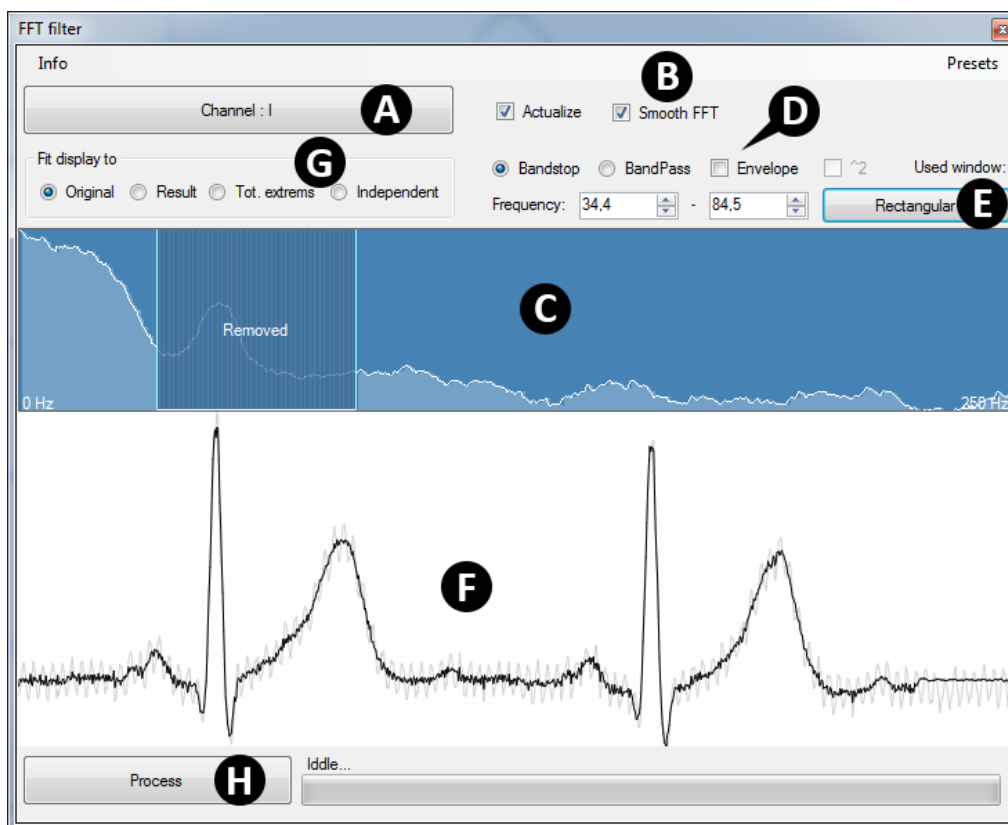 FFT filter
x
Info Presets
B
Channel : I A
Actualize Smooth FFT
D
Fit display to G
Bandstop BandPass Envelope ^2 Used window:
Original Result Tot. extrems Independent
Frequency: 34,4 - 84,5 Rectangular E
C
Removed
0 Hz 250 Hz
F
Iddle...
Process H